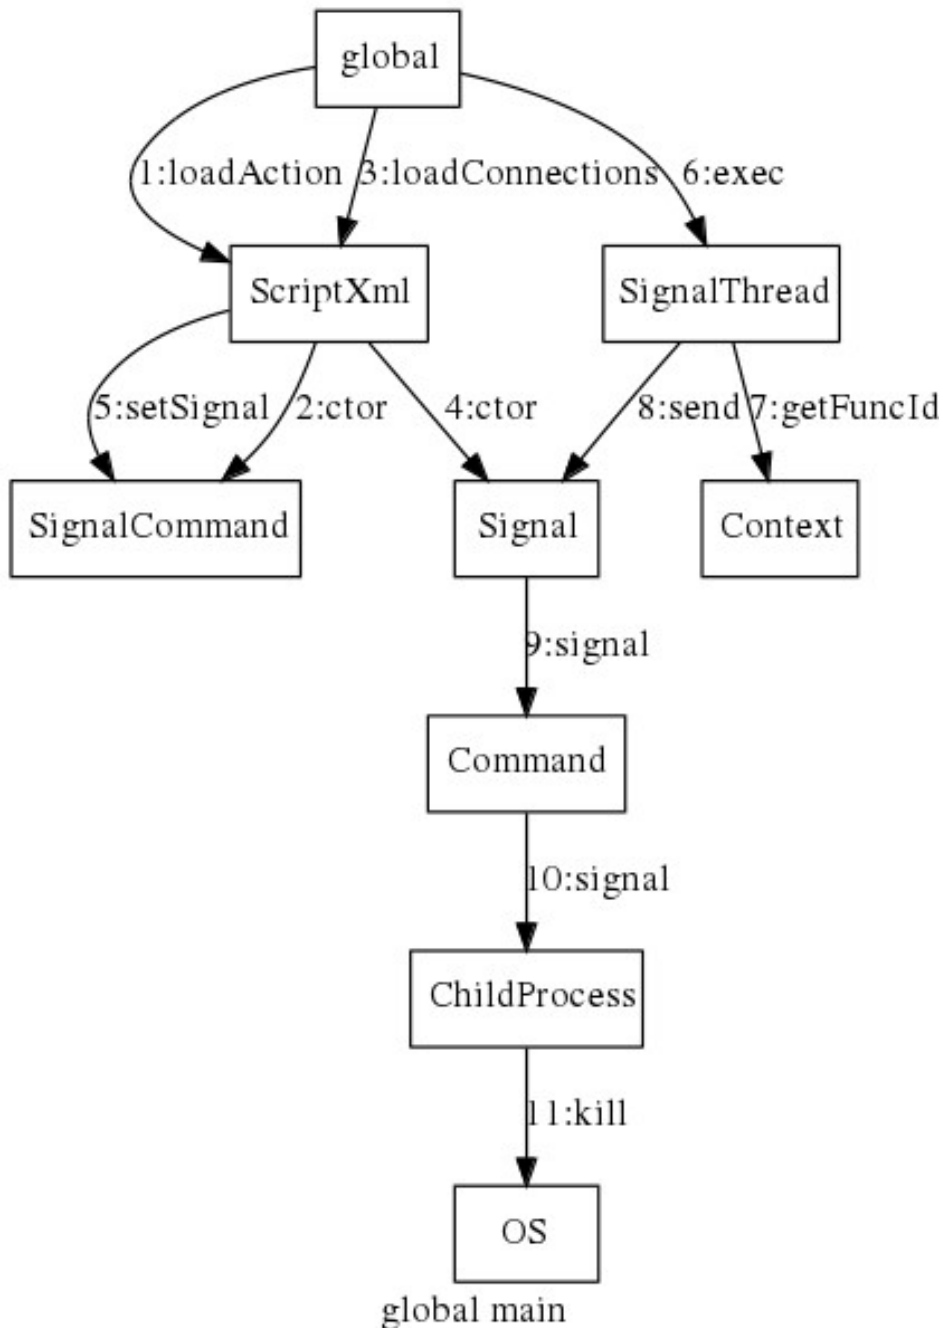 global
1:loadAction
3:loadConnections
6:exec
ScriptXml
SignalThread
5:setSignal
2:ctor
4:ctor
8:send
7:getFuncId
SignalCommand
Signal
Context
9:signal
Command
10:signal
ChildProcess
11:kill
OS
global main